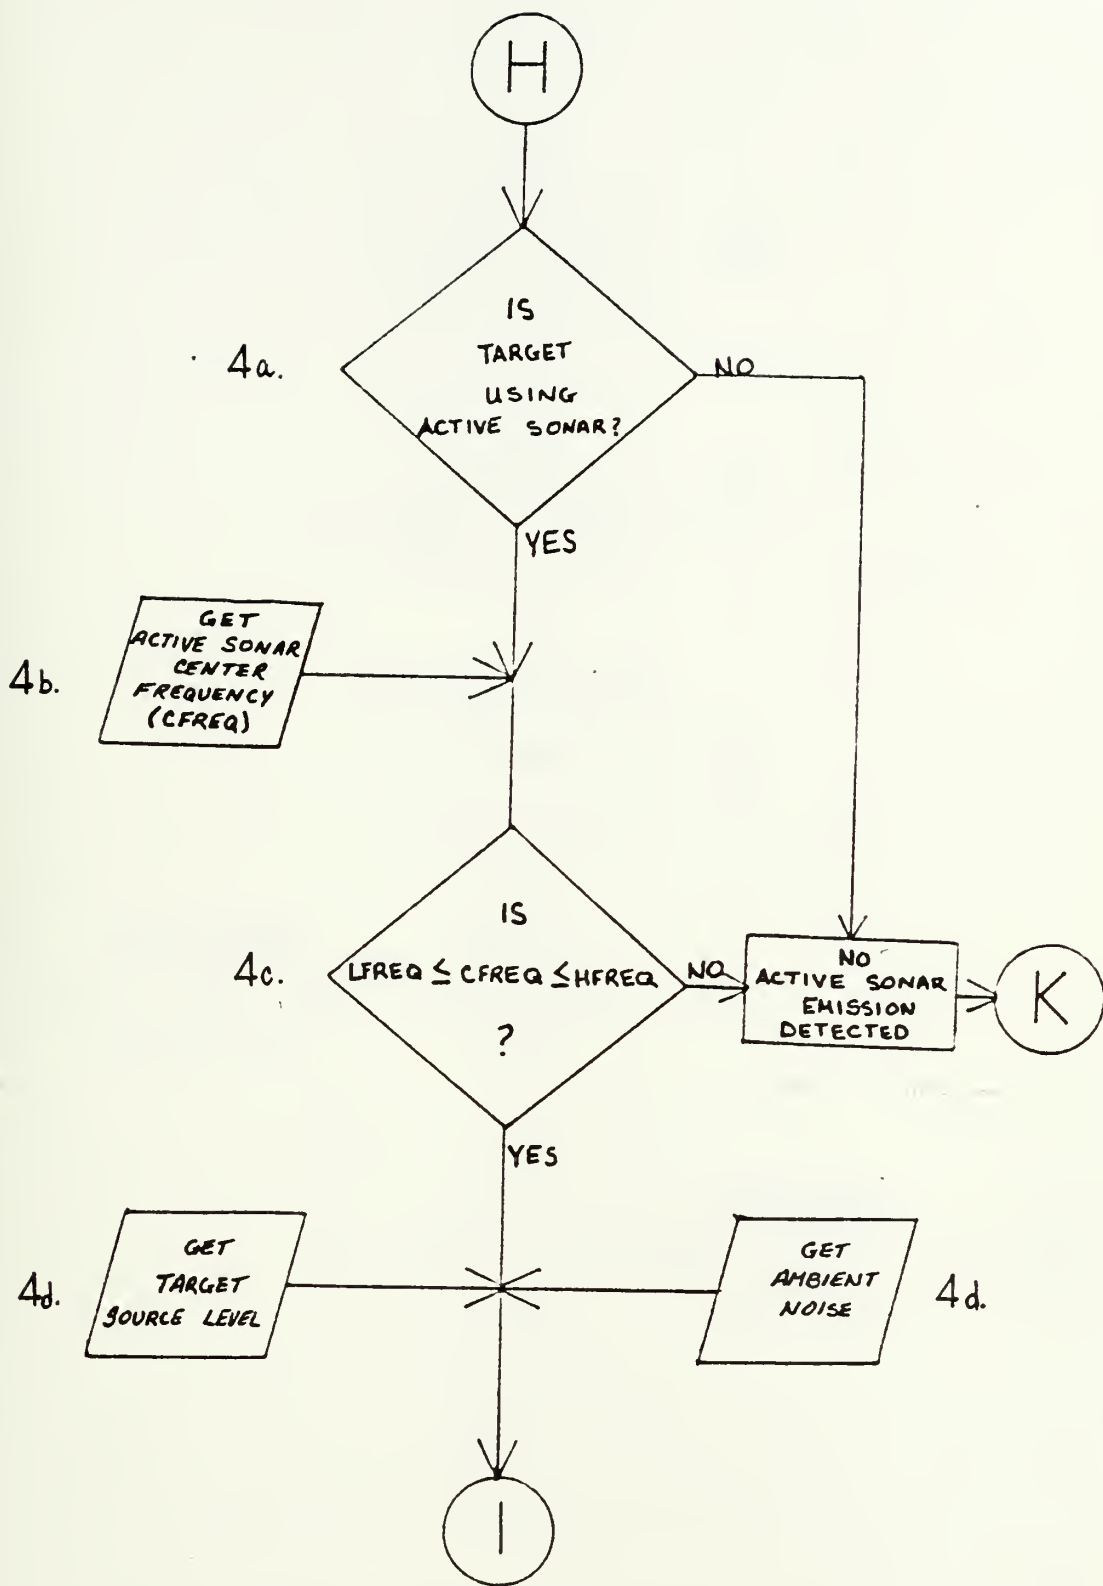 H
4a.
IS
TARGET
USING
ACTIVE SONAR?
NO
YES
4b.
GET
ACTIVE SONAR
CENTER
FREQUENCY
(CFREQ)
4c.
IS
LFREQ ≤ CFREQ ≤ HFREQ
?
NO
NO
ACTIVE SONAR
EMISSION
DETECTED
K
YES
4d.
GET
TARGET
SOURCE LEVEL
GET
AMBIENT
NOISE
4d.
I